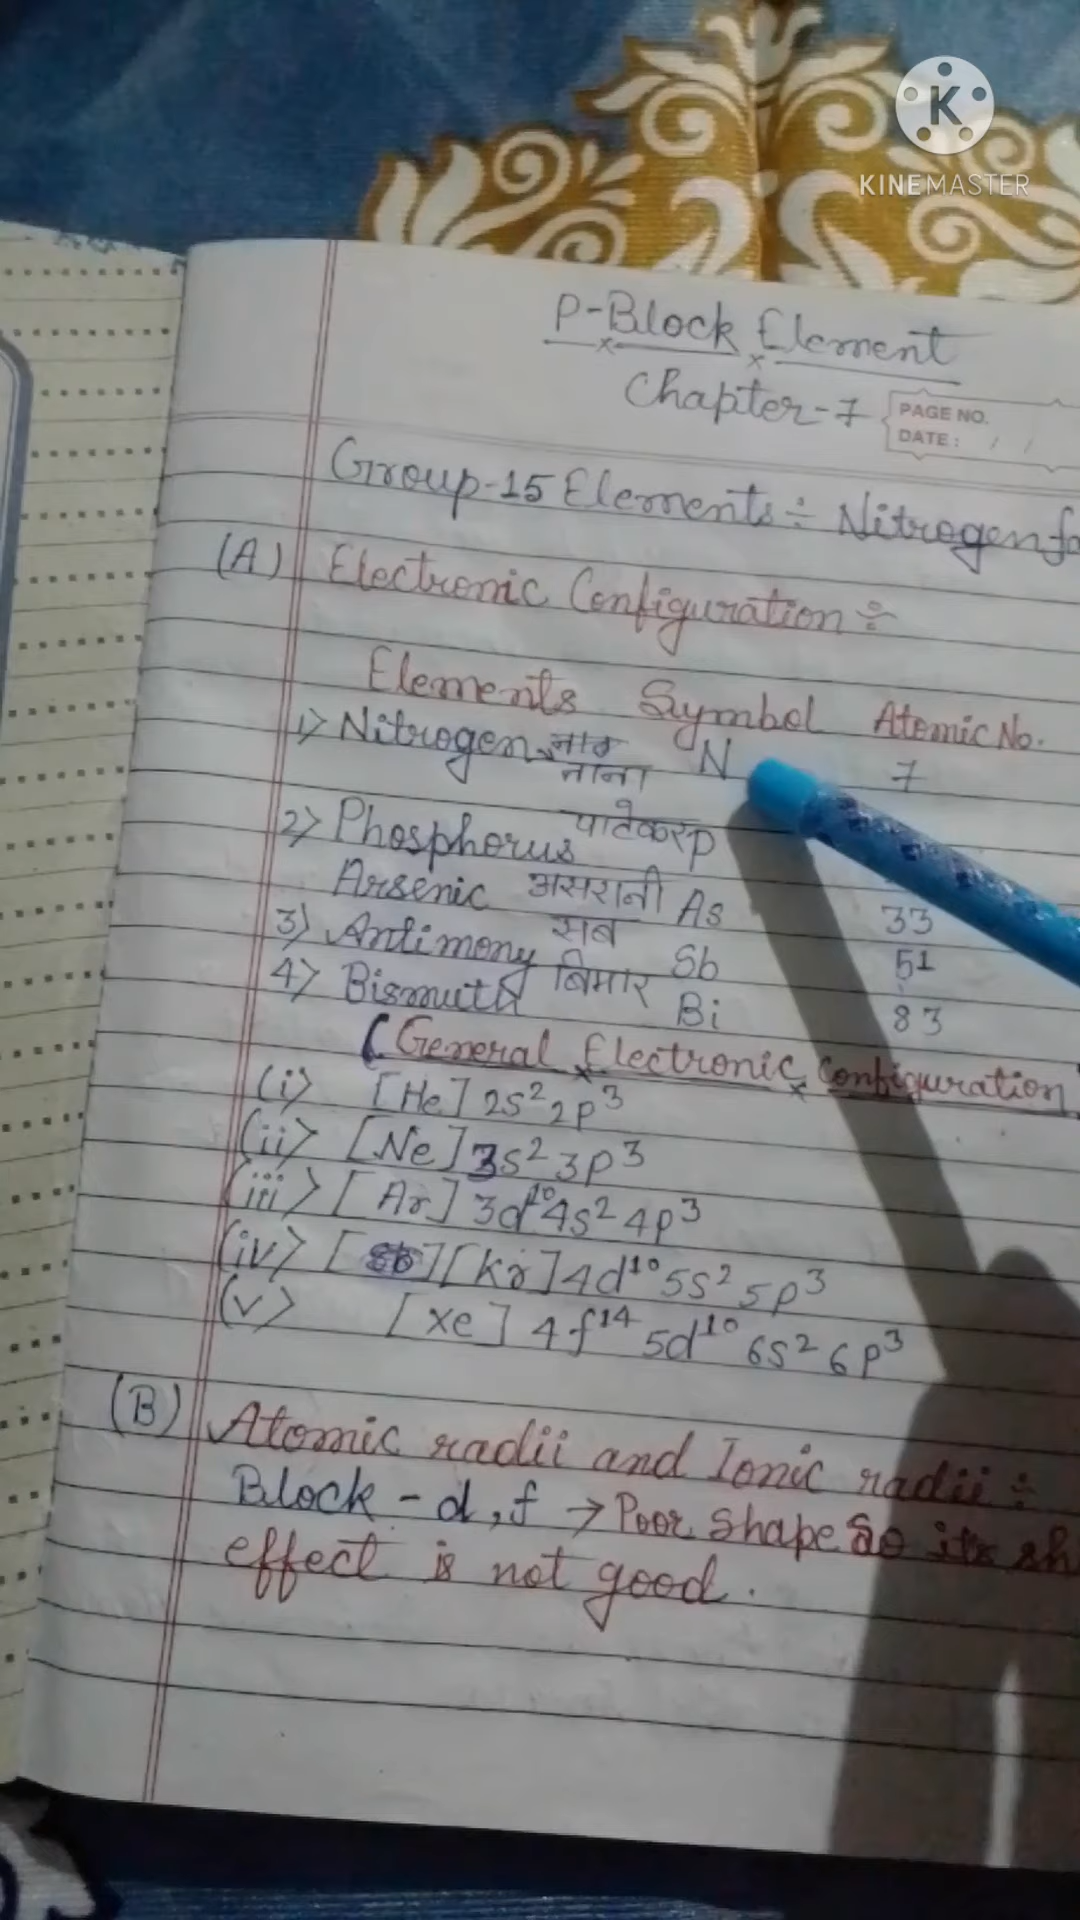 KINEMASTER
P-Block Element
Chapter-7
PAGE NO.
DATE: / /
Group-15 Elements ÷ Nitrogen
(A) Electronic Configuration ÷
Elements Symbol Atomic No.
1) Nitrogen नाना N 7
2) Phosphorus पाटेकर P
Arsenic असरानी As 33
3) Antimony सब Sb 51
4) Bismuth बिमार Bi 83
(General Electronic Configuration
(i) [He] 2s² 2p³
(ii) [Ne] 3s² 3p³
(iii) [Ar] 3d¹⁰ 4s² 4p³
(iv) [Kr] 4d¹⁰ 5s² 5p³
(v) [xe] 4f¹⁴ 5d¹⁰ 6s² 6p³
(B) Atomic radii and Ionic radii ÷
Block - d, f → Poor shape So its
effect is not good.